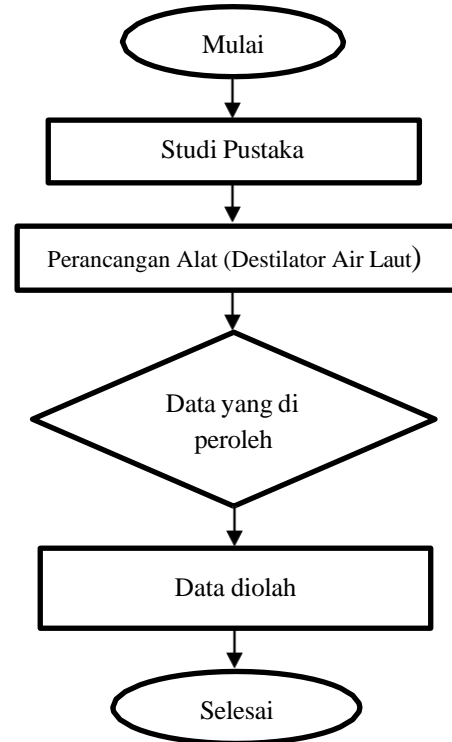 Mulai
Studi Pustaka
Perancangan Alat (Destilator Air Laut)
Data yang di
peroleh
Data diolah
Selesai